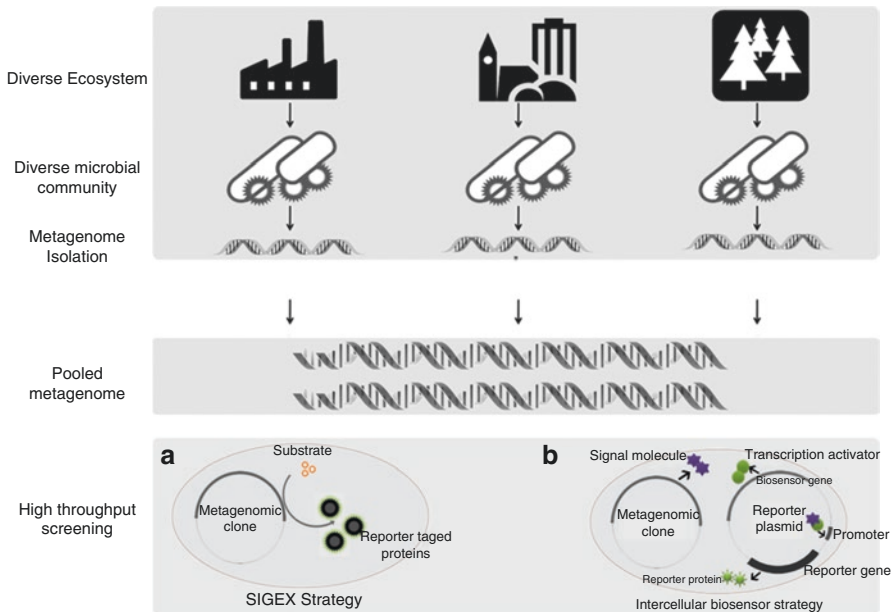 Diverse Ecosystem
Diverse microbial
community
Metagenome
Isolation
Pooled
metagenome
High throughput
screening
a
Substrate
Metagenomic
clone
Reporter taged
proteins
SIGEX Strategy
b
Signal molecule
Transcription activator
Biosensor gene
Metagenomic
clone
Reporter
plasmid
Promoter
Reporter gene
Reporter protein
Intercellular biosensor strategy